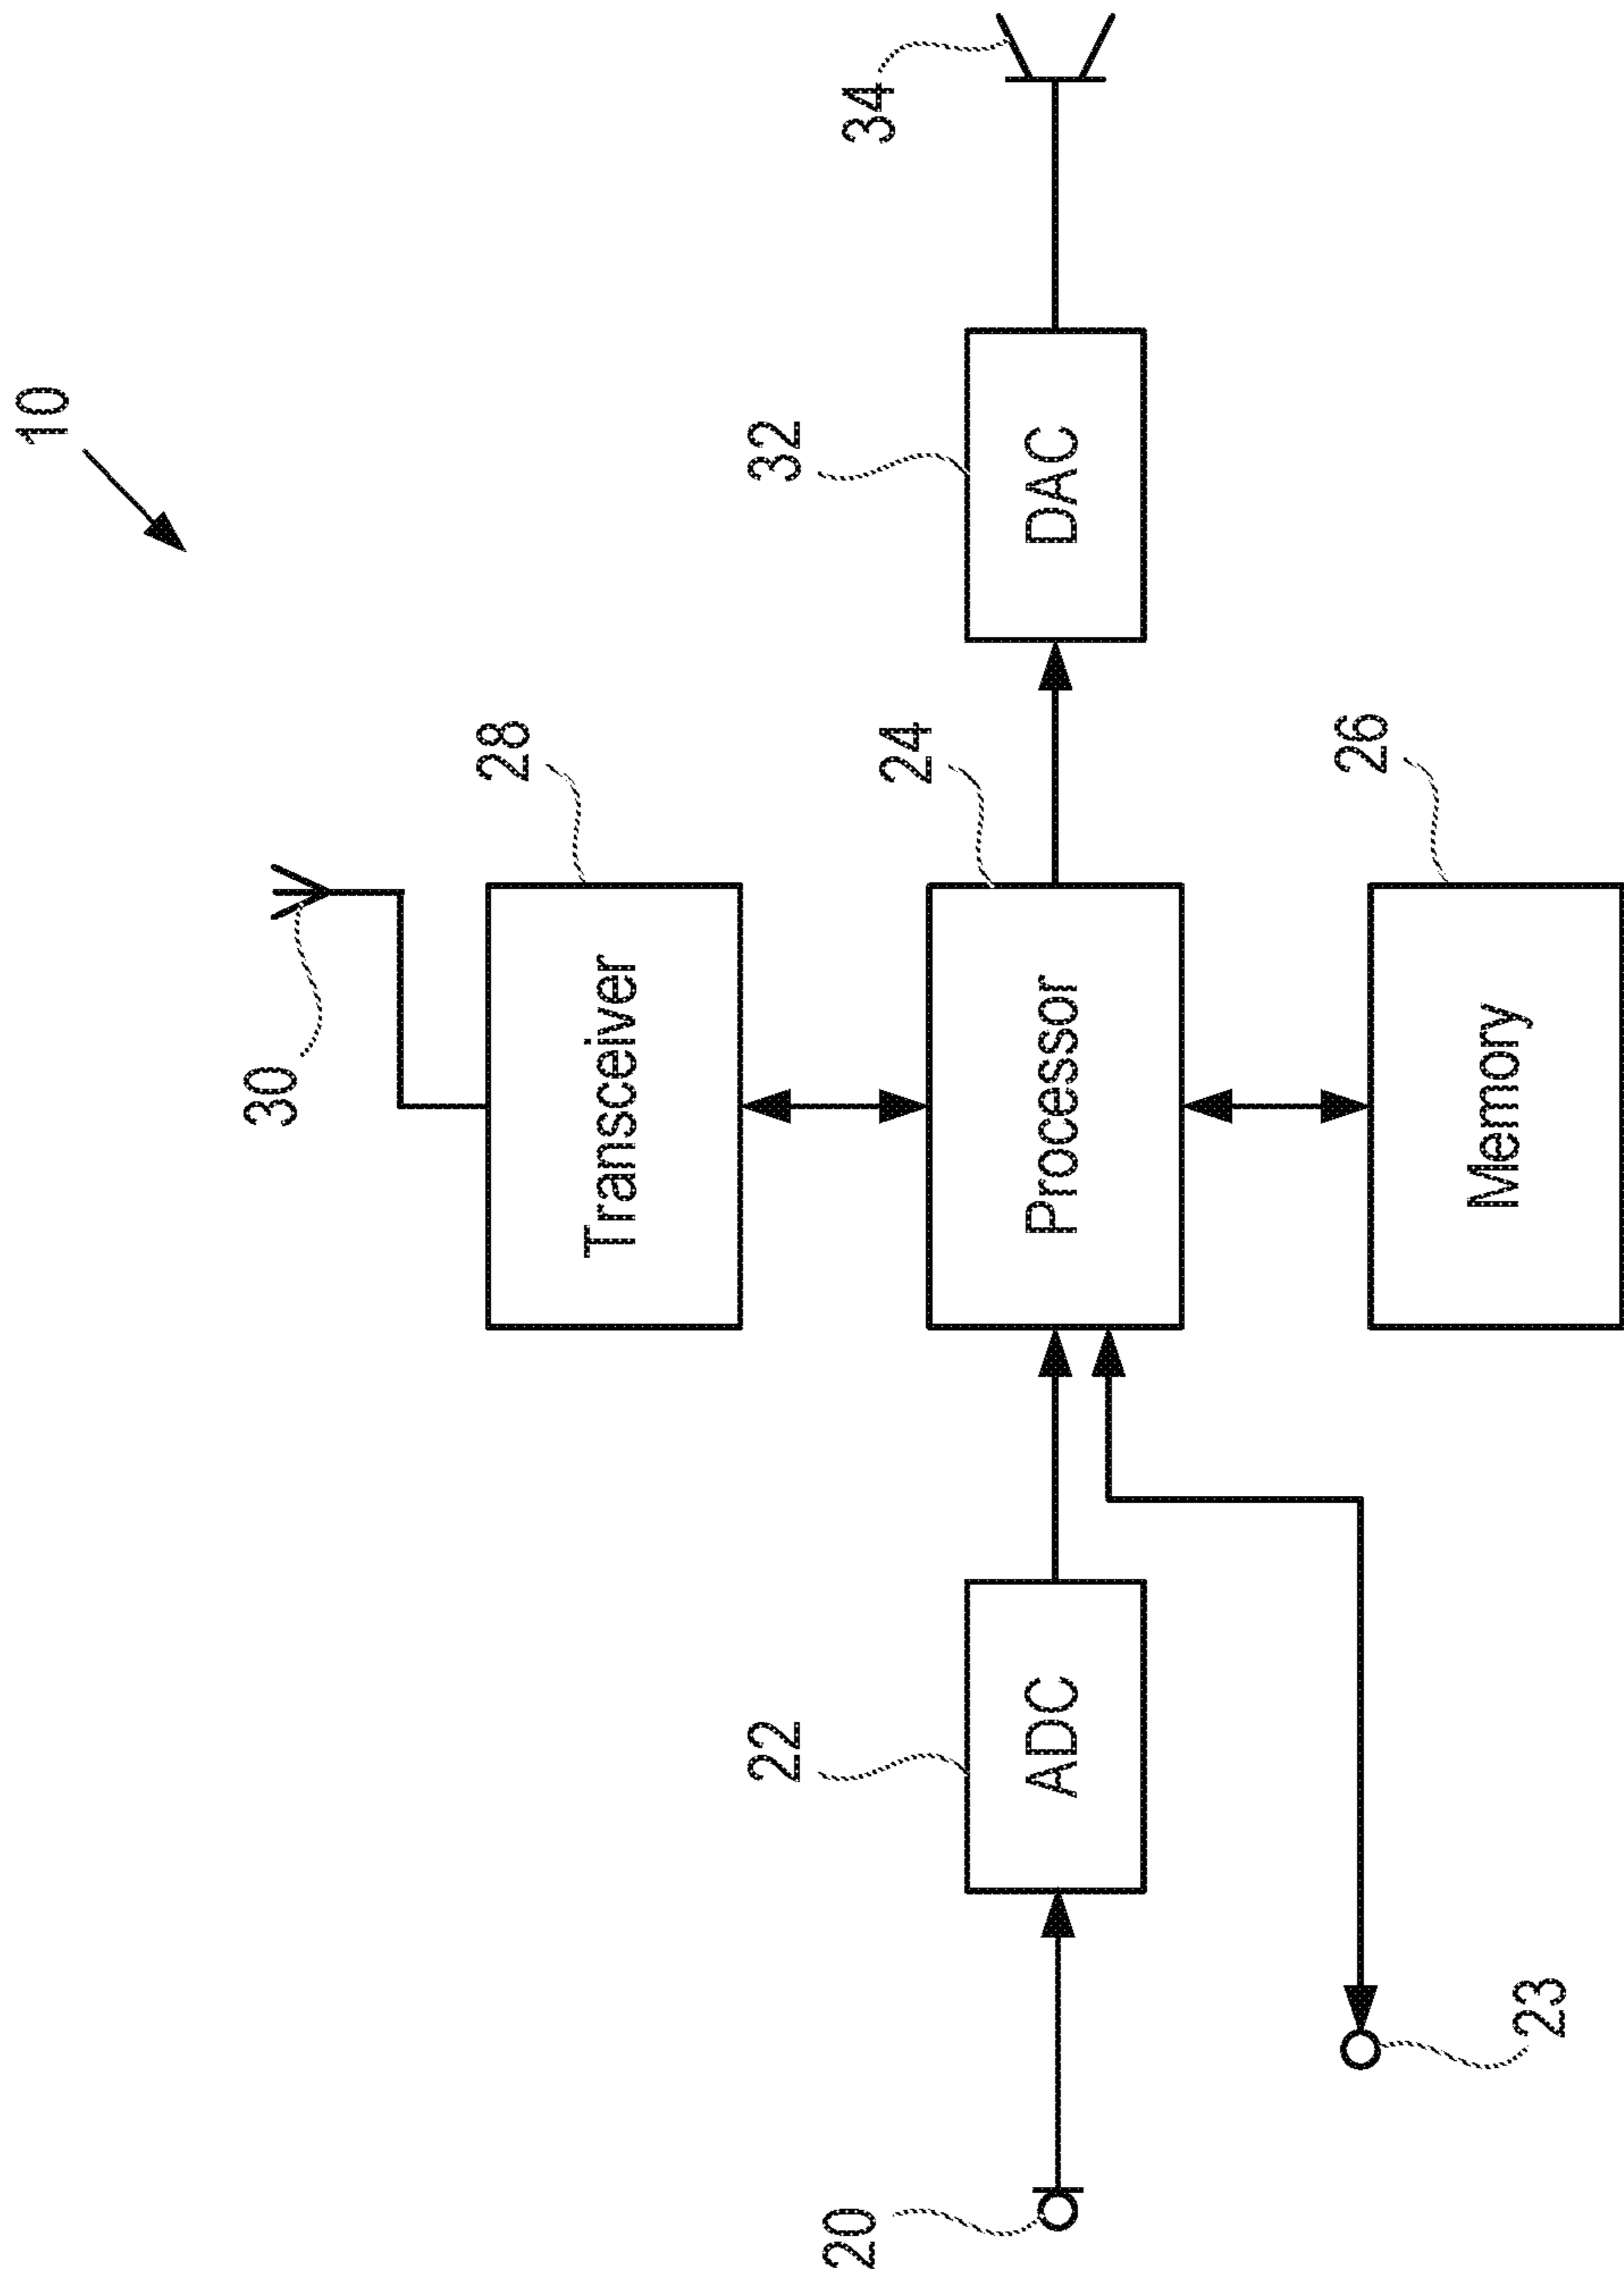 10
30
28
Transceiver
34
32
DAC
24
Processor
22
ADC
20
26
Memory
23